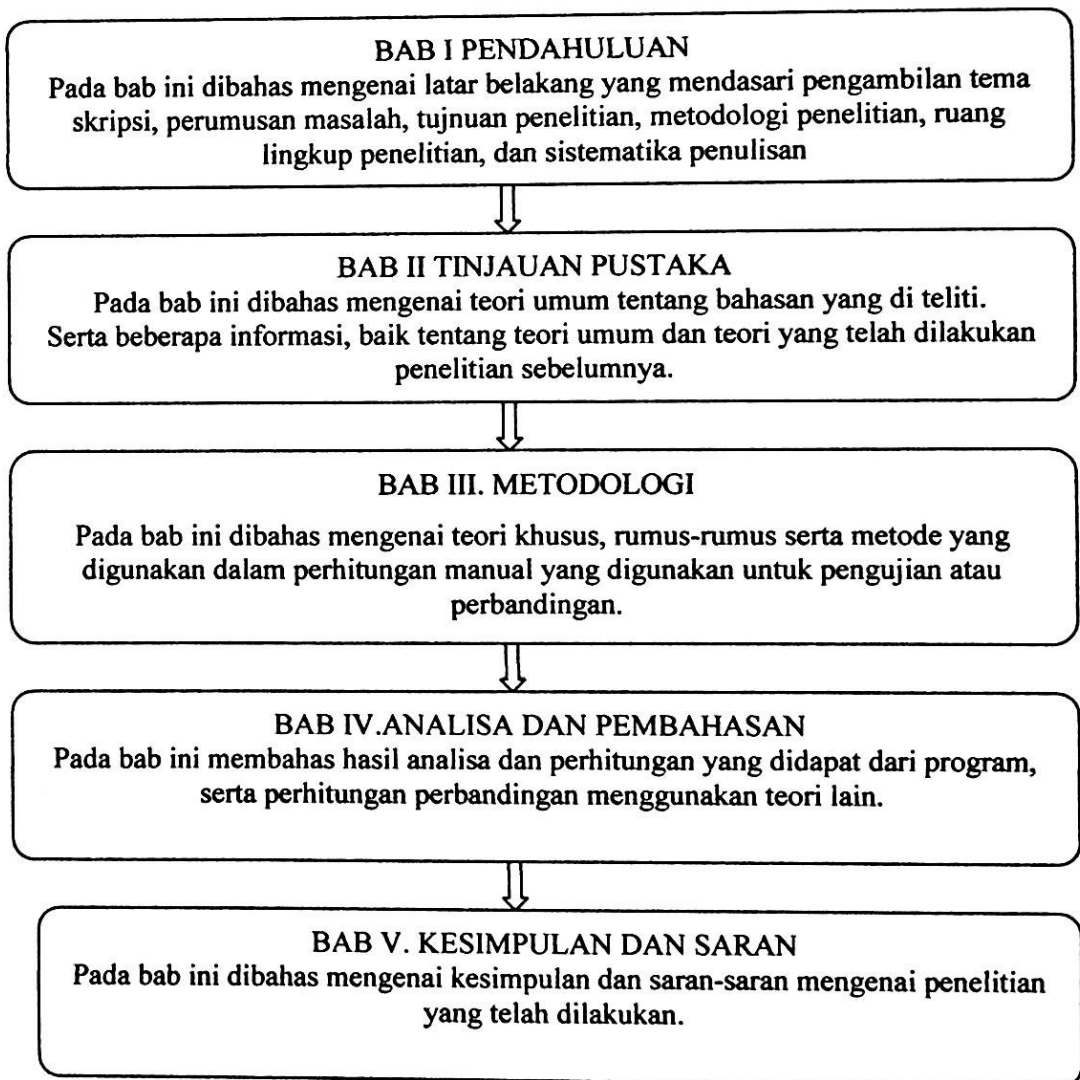 BAB I PENDAHULUAN
Pada bab ini dibahas mengenai latar belakang yang mendasari pengambilan tema
skripsi, perumusan masalah, tujnuan penelitian, metodologi penelitian, ruang
lingkup penelitian, dan sistematika penulisan
BAB II TINJAUAN PUSTAKA
Pada bab ini dibahas mengenai teori umum tentang bahasan yang di teliti.
Serta beberapa informasi, baik tentang teori umum dan teori yang telah dilakukan
penelitian sebelumnya.
BAB III. METODOLOGI
Pada bab ini dibahas mengenai teori khusus, rumus-rumus serta metode yang
digunakan dalam perhitungan manual yang digunakan untuk pengujian atau
perbandingan.
BAB IV.ANALISA DAN PEMBAHASAN
Pada bab ini membahas hasil analisa dan perhitungan yang didapat dari program,
serta perhitungan perbandingan menggunakan teori lain.
BAB V. KESIMPULAN DAN SARAN
Pada bab ini dibahas mengenai kesimpulan dan saran-saran mengenai penelitian
yang telah dilakukan.